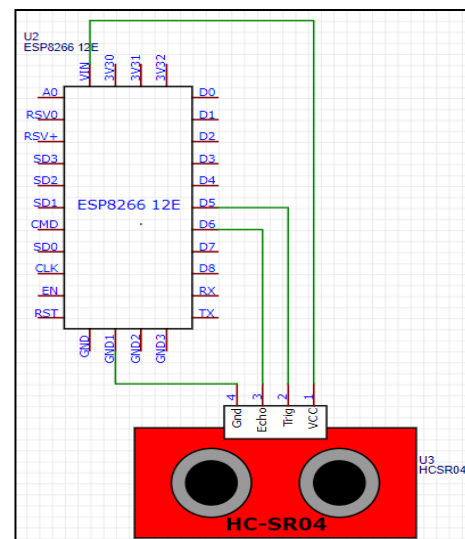 U2
ESP8266 12E
VIN
3V30
3V31
3V32
A0
RSV0
RSV+
SD3
SD2
SD1
CMD
SD0
CLK
EN
RST
D0
D1
D2
D3
D4
D5
D6
D7
D8
RX
TX
ESP8266 12E
GND
GND1
GND2
GND3
4
3
2
1
Gnd
Echo
Trig
VCC
U3
HCSR04
HC-SR04